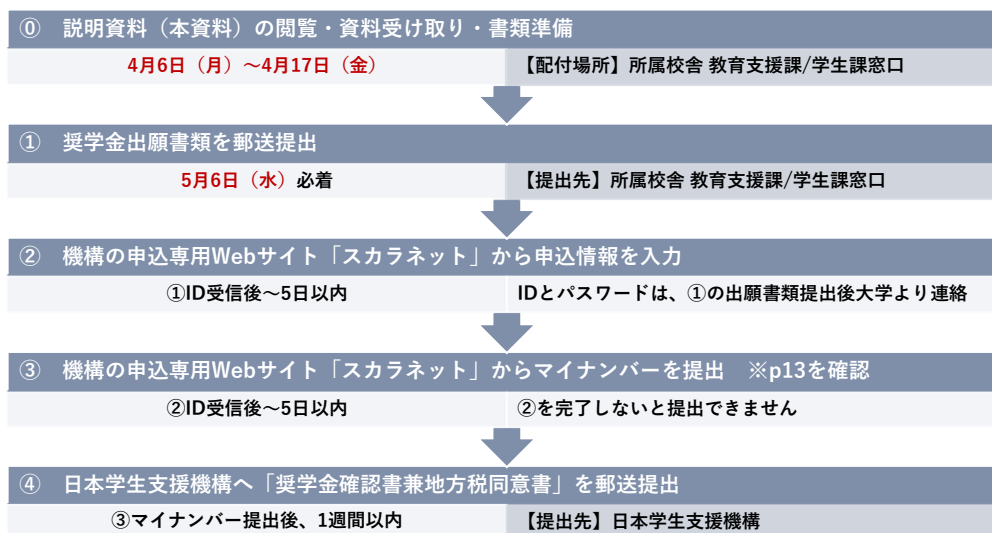 ⓪ 説明資料（本資料）の閲覧・資料受け取り・書類準備
4月6日（月）～4月17日（金） 【配付場所】所属校舎 教育支援課/学生課窓口
① 奨学金出願書類を郵送提出
5月6日（水）必着 【提出先】所属校舎 教育支援課/学生課窓口
② 機構の申込専用Webサイト「スカラネット」から申込情報を入力
①ID受信後～5日以内 IDとパスワードは、①の出願書類提出後大学より連絡
③ 機構の申込専用Webサイト「スカラネット」からマイナンバーを提出 ※p13を確認
②ID受信後～5日以内 ②を完了しないと提出できません
④ 日本学生支援機構へ「奨学金確認書兼地方税同意書」を郵送提出
③マイナンバー提出後、1週間以内 【提出先】日本学生支援機構